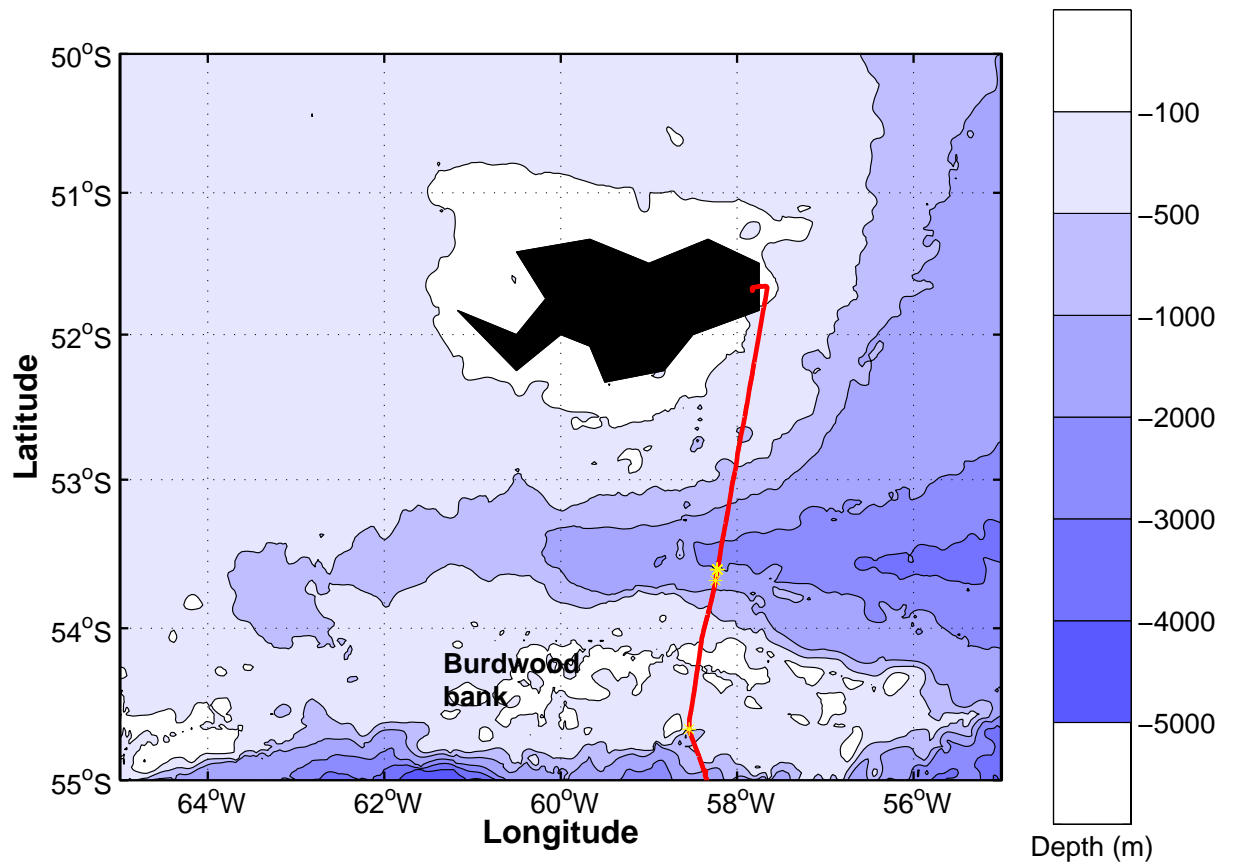 50°S
51°S
52°S
53°S
54°S
55°S
Latitude
Burdwood
bank
64°W
62°W
60°W
58°W
56°W
Longitude
–100
–500
–1000
–2000
–3000
–4000
–5000
Depth (m)